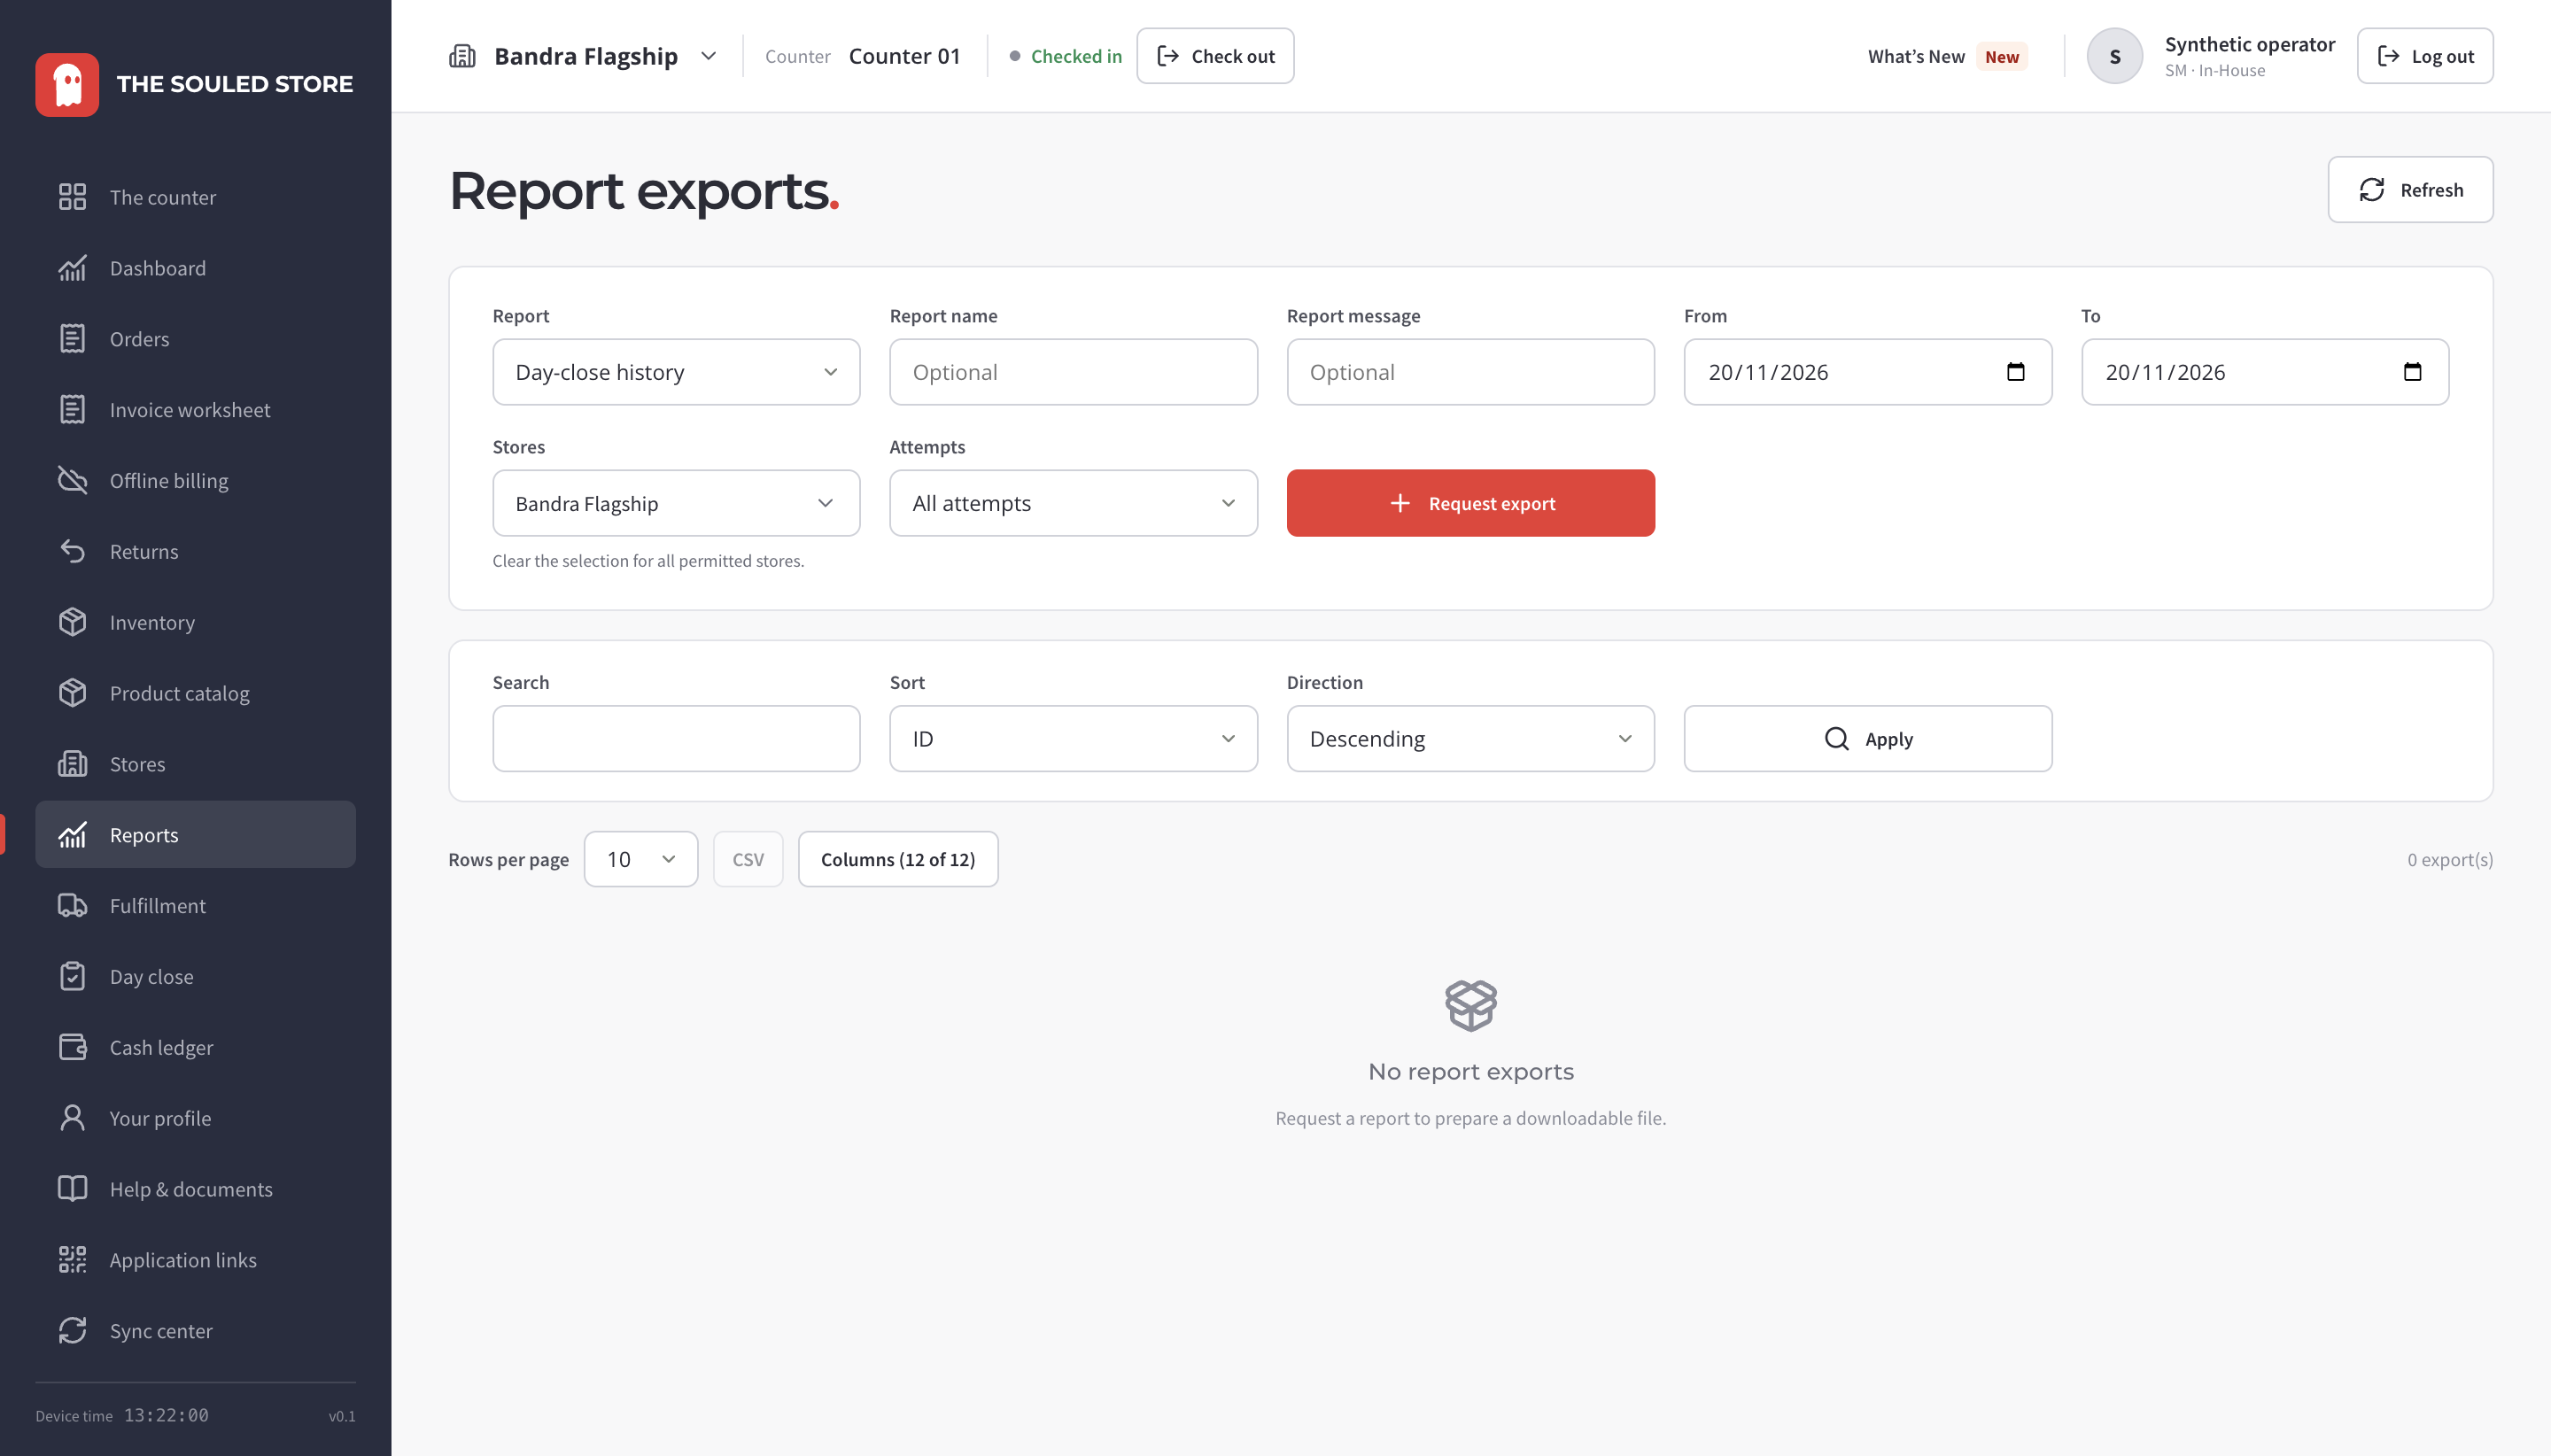 THE SOULED STORE
The counter
Dashboard
Orders
Invoice worksheet
Offline billing
Returns
Inventory
Product catalog
Stores
Reports
Fulfillment
Day close
Cash ledger
Your profile
Help & documents
Application links
Sync center
Device time 13:22:00 v0.1
Bandra Flagship Counter Counter 01 Checked in Check out What's New New S Synthetic operator Log out
SM · In-House
Report exports. Refresh
Report Report name Report message From To
Day-close history Optional Optional 20/11/2026 20/11/2026
Stores Attempts
Bandra Flagship All attempts Request export
Clear the selection for all permitted stores.
Search Sort Direction
ID Descending Apply
Rows per page 10 CSV Columns (12 of 12) 0 export(s)
No report exports
Request a report to prepare a downloadable file.